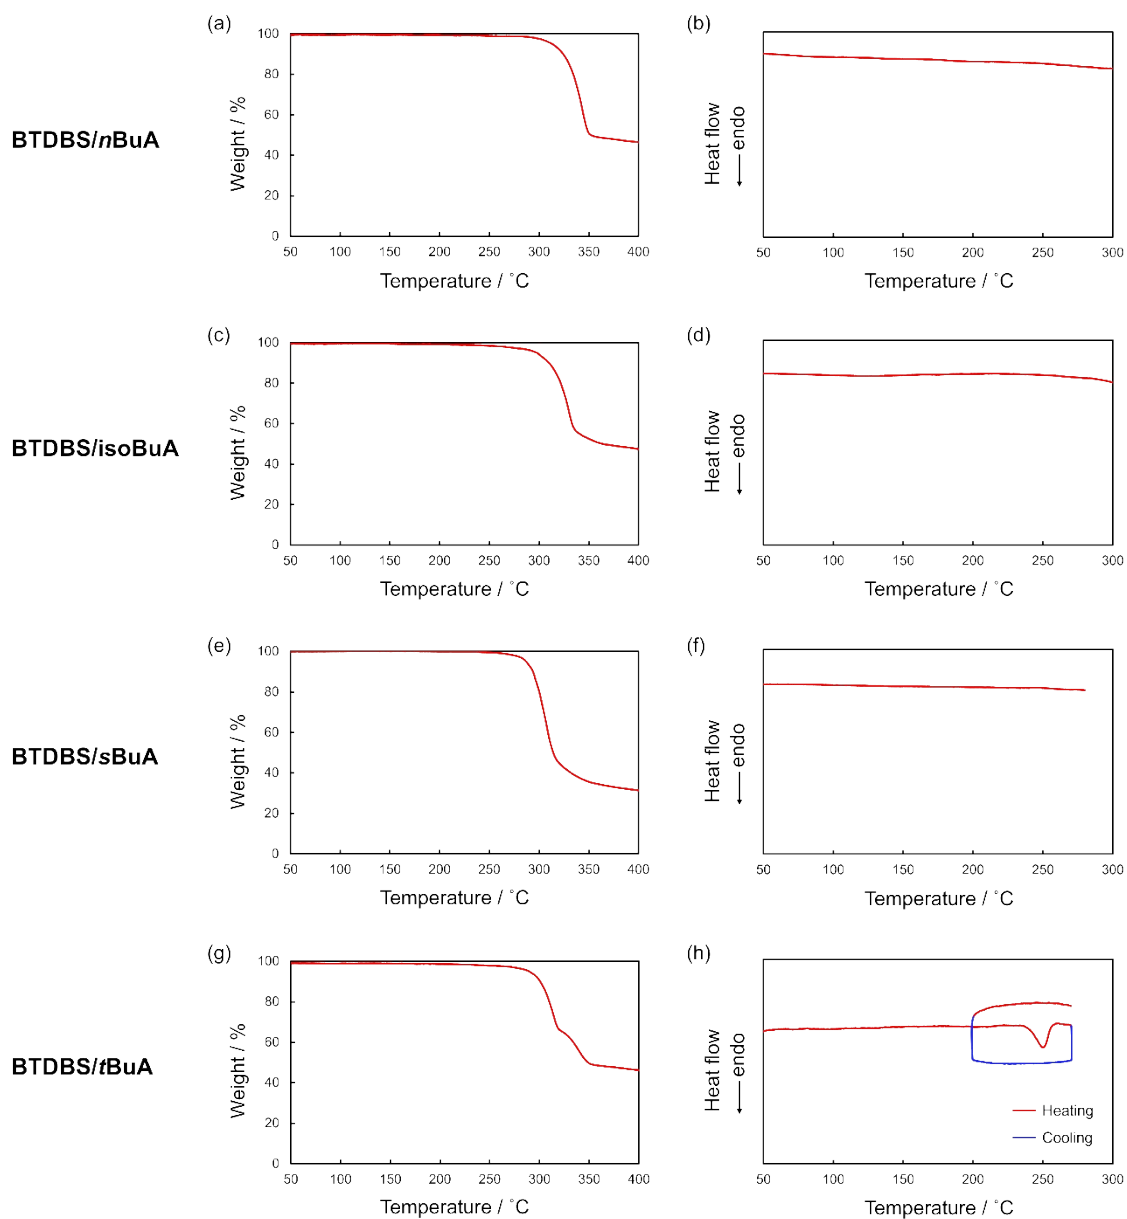 (a)
(b)
BTDBS/nBuA
Weight / %
100
80
60
40
20
0
50 100 150 200 250 300 350 400
Temperature / ˚C
Heat flow
endo
50 100 150 200 250 300
Temperature / ˚C
(c)
(d)
BTDBS/isoBuA
Weight / %
100
80
60
40
20
0
50 100 150 200 250 300 350 400
Temperature / ˚C
Heat flow
endo
50 100 150 200 250 300
Temperature / ˚C
(e)
(f)
BTDBS/sBuA
Weight / %
100
80
60
40
20
0
50 100 150 200 250 300 350 400
Temperature / ˚C
Heat flow
endo
50 100 150 200 250 300
Temperature / ˚C
(g)
(h)
BTDBS/tBuA
Weight / %
100
80
60
40
20
0
50 100 150 200 250 300 350 400
Temperature / ˚C
Heat flow
endo
Heating
Cooling
50 100 150 200 250 300
Temperature / ˚C